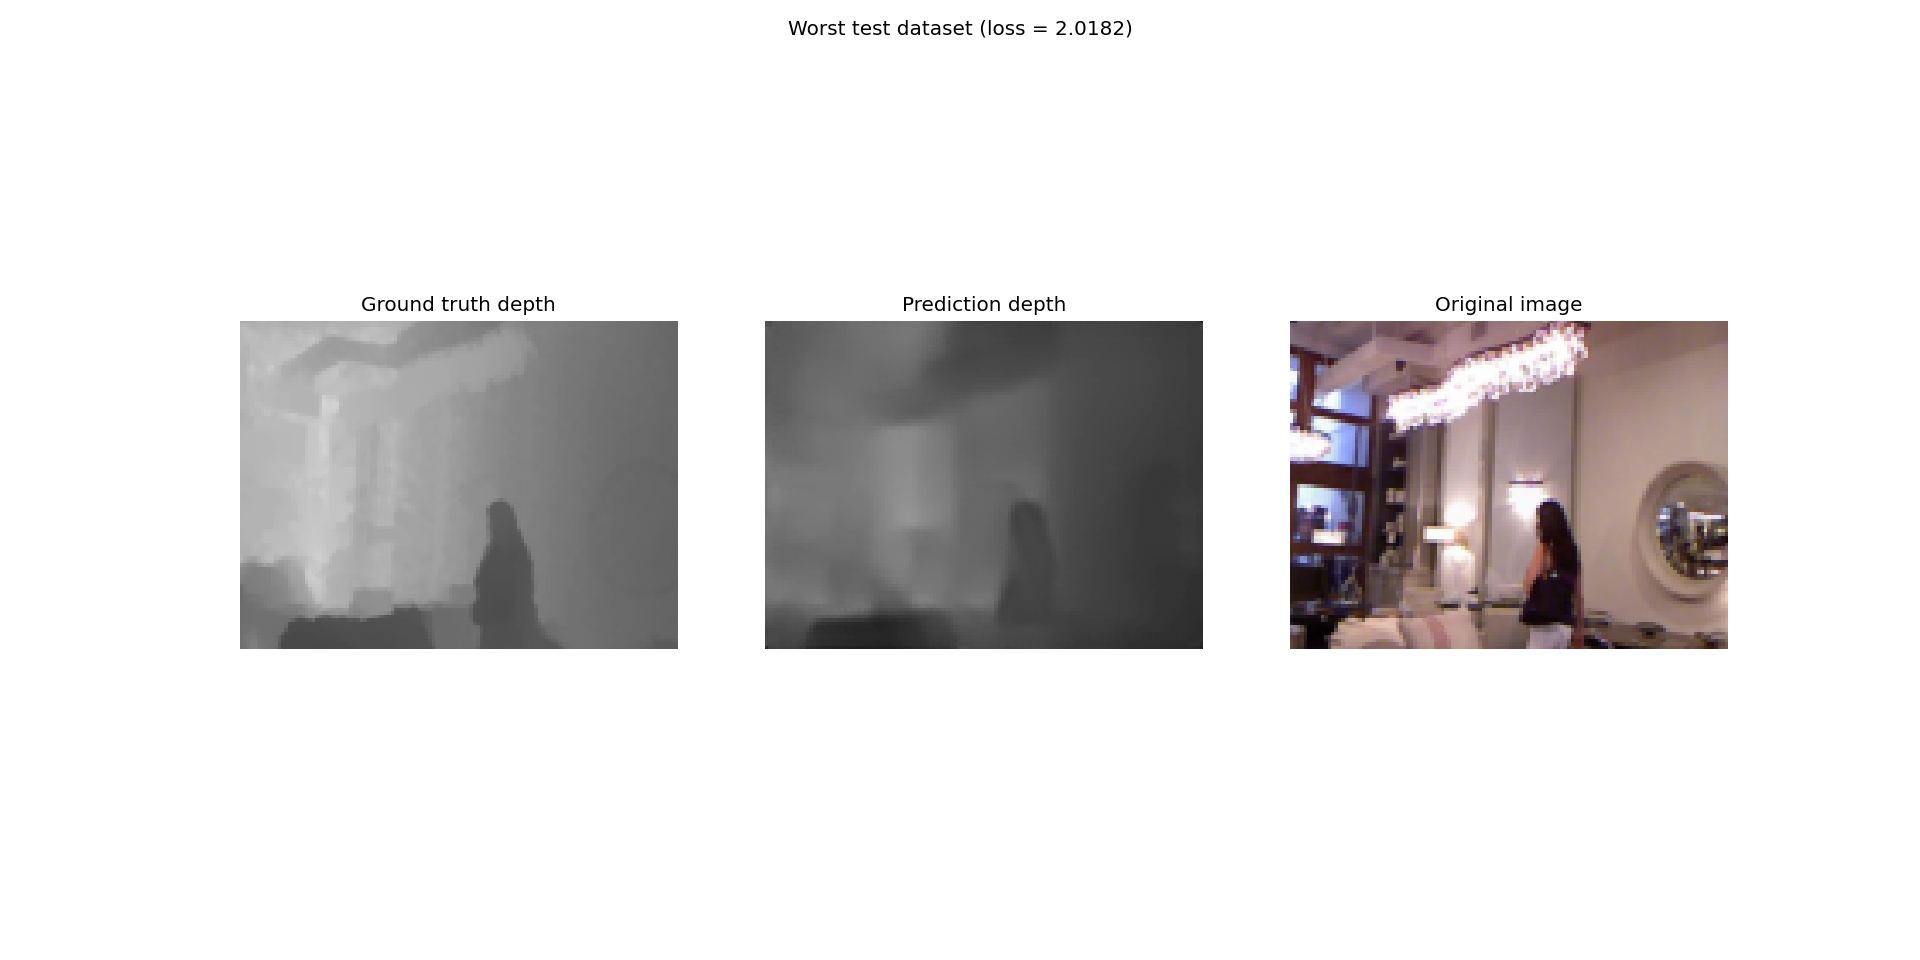 Worst test dataset (loss = 2.0182)
Ground truth depth
Prediction depth
Original image